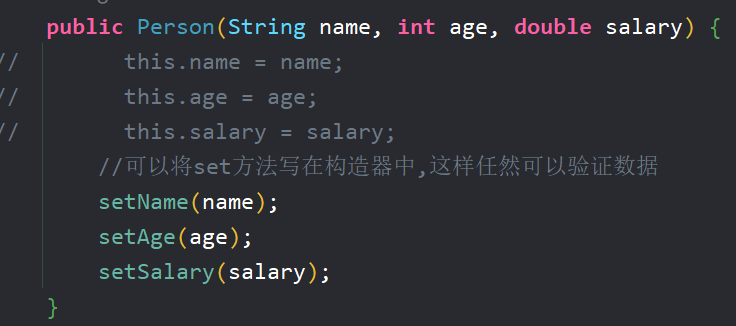 public Person(String name, int age, double salary) {
// this.name = name;
// this.age = age;
// this.salary = salary;
//可以将set方法写在构造器中,这样任然可以验证数据
setName(name);
setAge(age);
setSalary(salary);
}